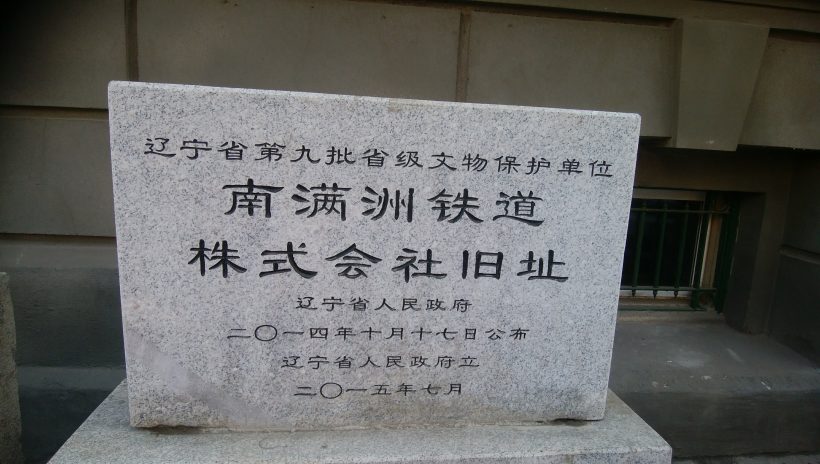 辽宁省第九批省级文物保护单位
南满洲铁道
株式会社旧址
辽宁省人民政府
二〇一四年十月十七日公布
辽宁省人民政府立
二〇一五年七月